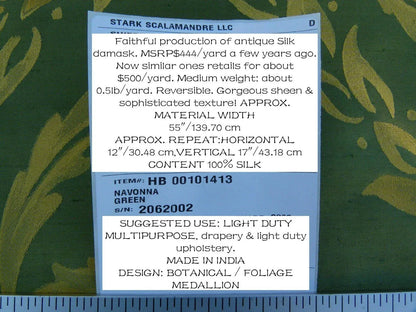 STARK SCALAMANDRE LLC D
Faithful production of antique Silk
damask. MSRP$444/yard a few years ago.
Now similar ones retails for about
$500/yard. Medium weight: about
0.5lb/yard. Reversible. Gorgeous sheen &
sophisticated texture! APPROX.
MATERIAL WIDTH
55"/139.70 cm
APPROX. REPEAT:HORIZONTAL
12"/30.48 cm,VERTICAL 17"/43.18 cm
CONTENT 100% SILK
ITEM#: HB 00101413
NAVONNA
GREEN
S/N: 2062002
SUGGESTED USE: LIGHT DUTY
MULTIPURPOSE, drapery & light duty
upholstery.
MADE IN INDIA
DESIGN: BOTANICAL / FOLIAGE
MEDALLION